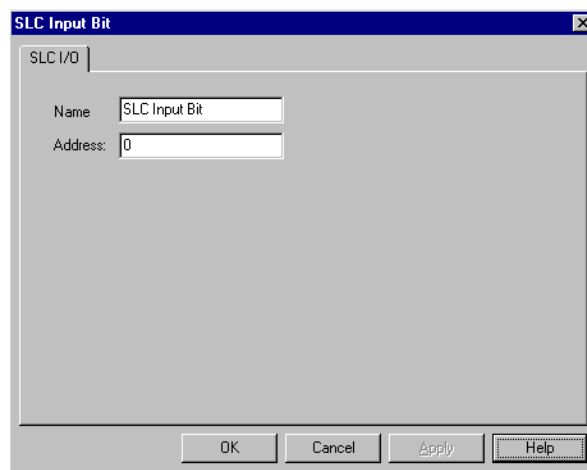 SLC Input Bit
SLC I/O
Name SLC Input Bit
Address: 0
OK Cancel Apply Help